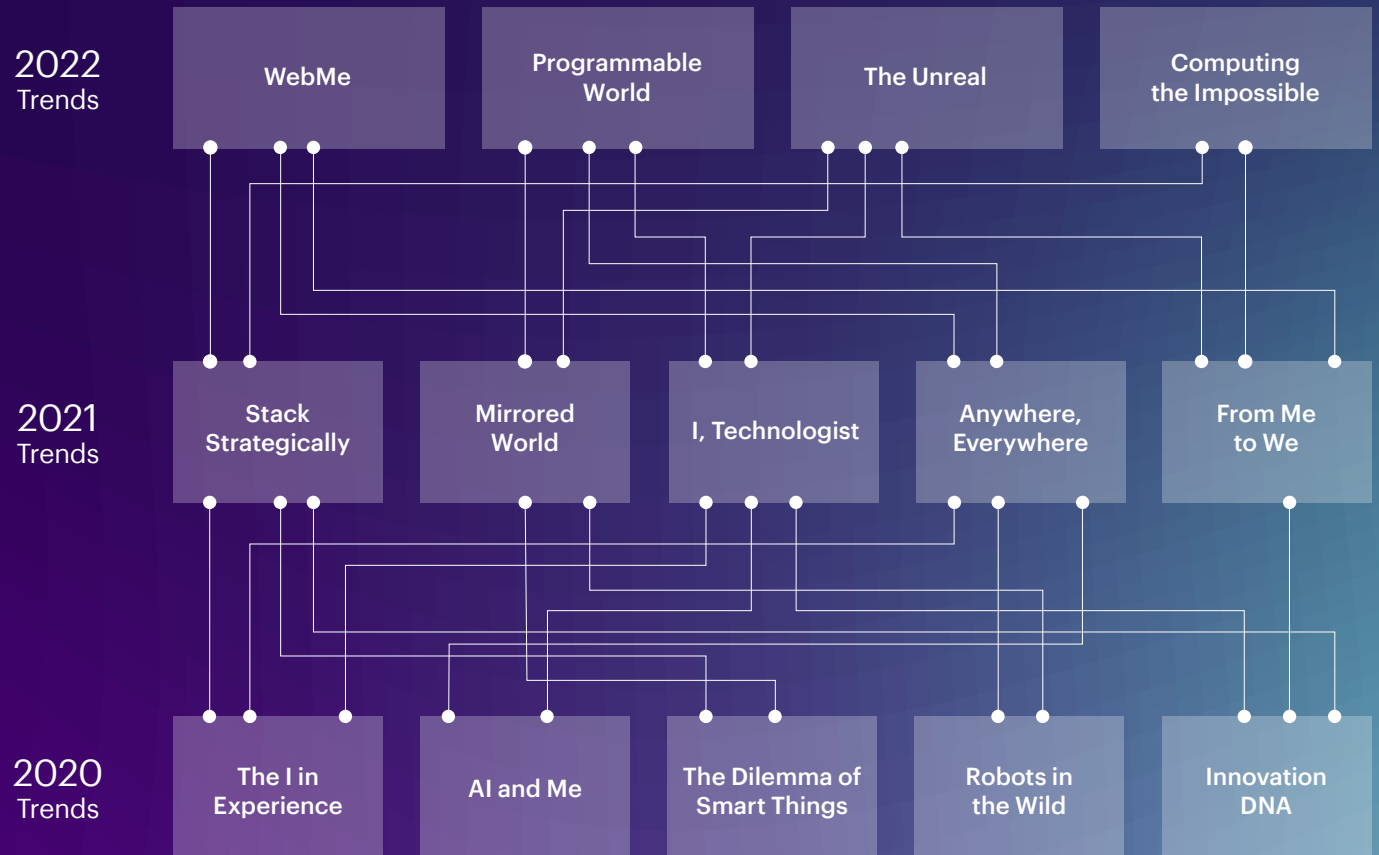 2022
Trends
WebMe
Programmable
World
The Unreal
Computing
the Impossible
2021
Trends
Stack
Strategically
Mirrored
World
I, Technologist
Anywhere,
Everywhere
From Me
to We
2020
Trends
The I in
Experience
AI and Me
The Dilemma of
Smart Things
Robots in
the Wild
Innovation
DNA